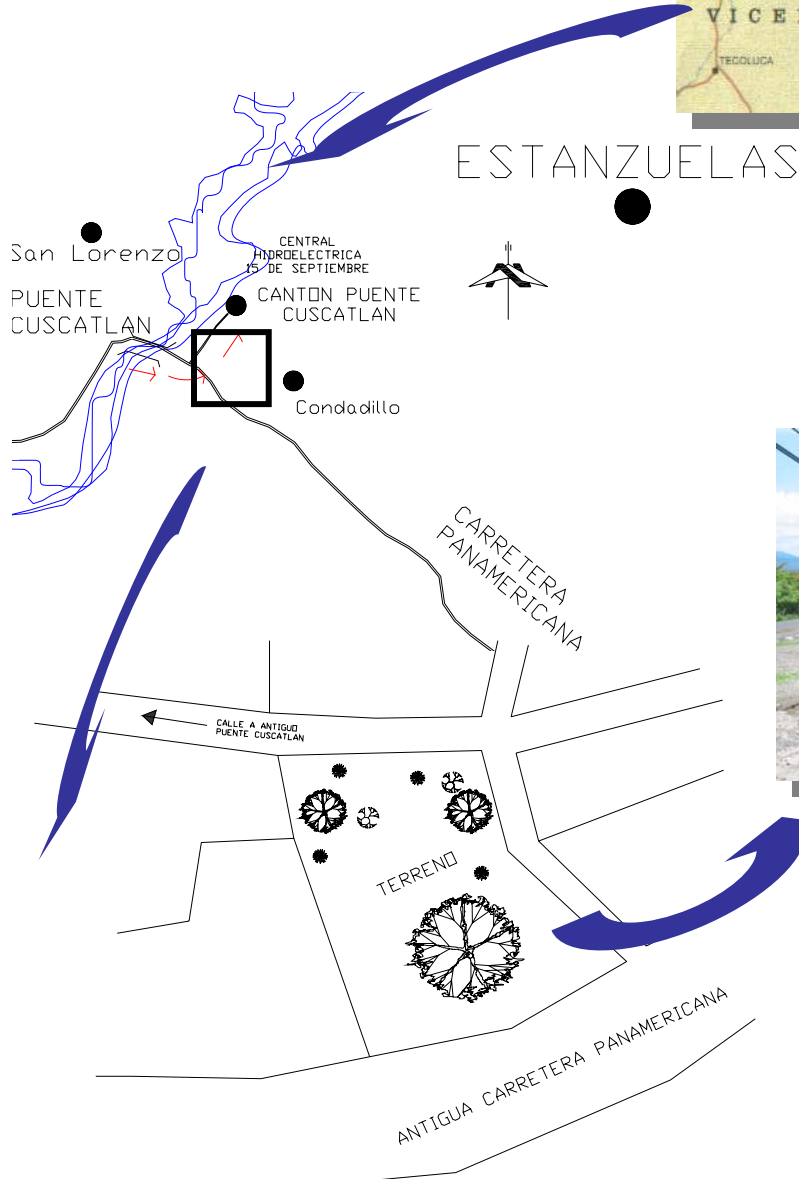 VICE
TECOLUCA
ESTANZUELAS
San Lorenzo
CENTRAL
HIDROELECTRICA
15 DE SEPTIEMBRE
PUENTE
CUSCATLAN
CANTON PUENTE
CUSCATLAN
Condadillo
CARRETERA
PANAMERICANA
CALLE A ANTIGUO
PUENTE CUSCATLAN
TERRENO
ANTIGUA CARRETERA PANAMERICANA